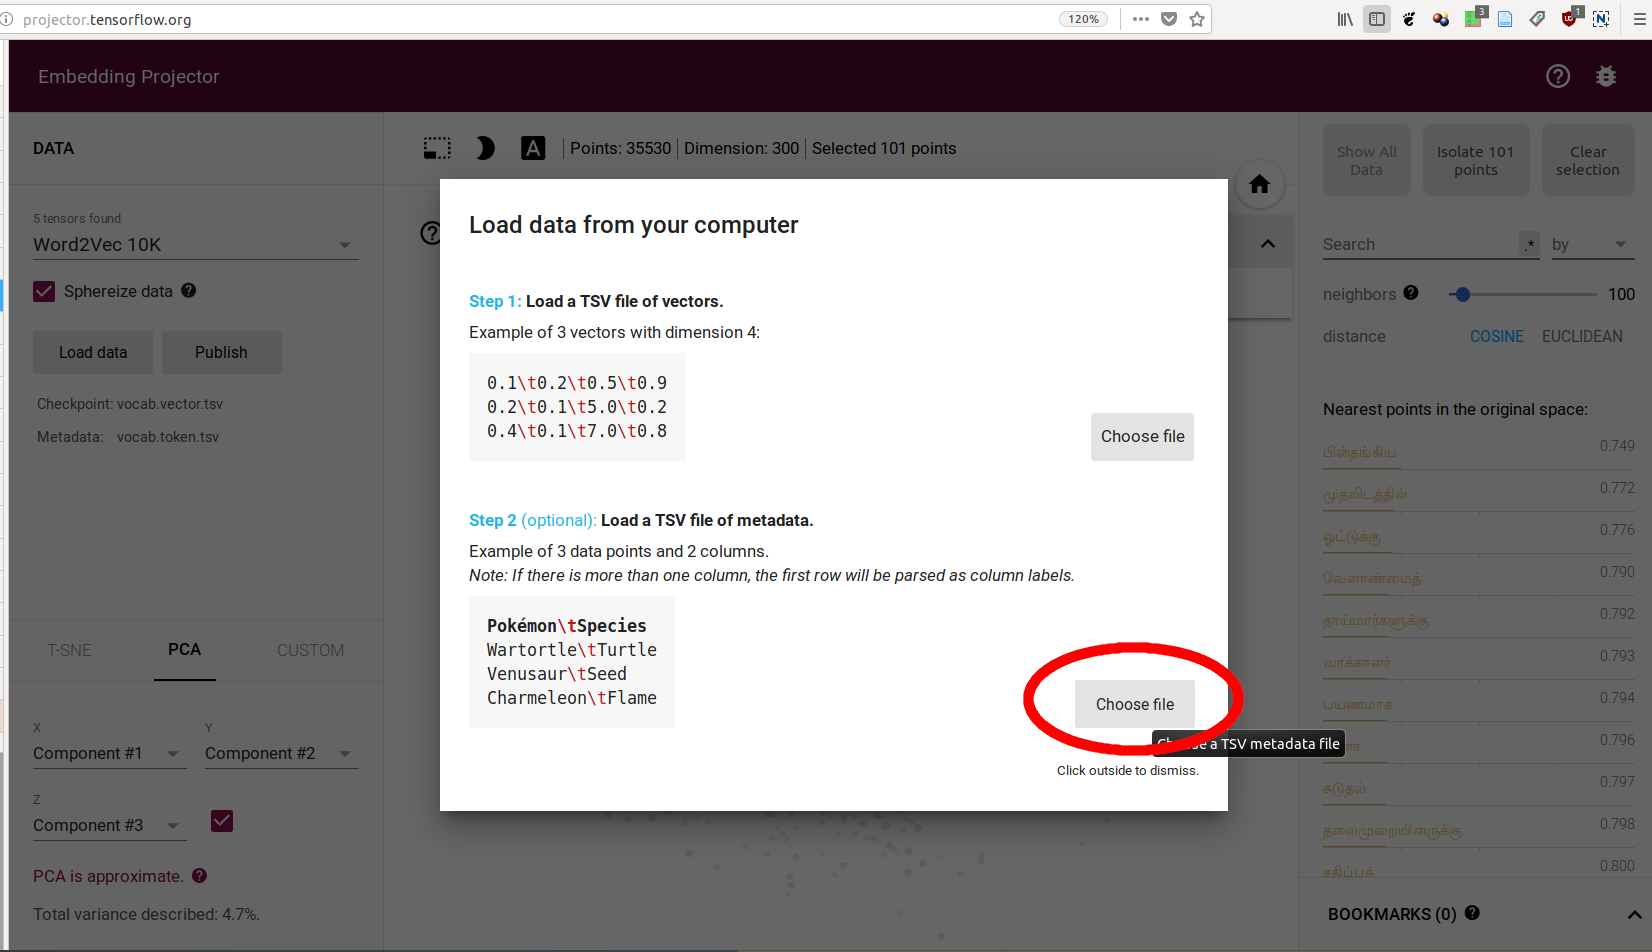 projector.tensorflow.org
120%
3
1
Embedding Projector
DATA
Points: 35530
Dimension: 300
Selected 101 points
5 tensors found
Word2Vec 10K
Sphereize data
Load data
Publish
Checkpoint: vocab.vector.tsv
Metadata: vocab.token.tsv
T-SNE
PCA
CUSTOM
X
Component #1
Y
Component #2
Z
Component #3
PCA is approximate.
Total variance described: 4.7%.
Load data from your computer
Step 1: Load a TSV file of vectors.
Example of 3 vectors with dimension 4:
0.1\t0.2\t0.5\t0.9
0.2\t0.1\t5.0\t0.2
0.4\t0.1\t7.0\t0.8
Choose file
Step 2 (optional): Load a TSV file of metadata.
Example of 3 data points and 2 columns.
Note: If there is more than one column, the first row will be parsed as column labels.
Pokémon\tSpecies
Wartortle\tTurtle
Venusaur\tSeed
Charmeleon\tFlame
Choose file
Choose a TSV metadata file
Click outside to dismiss.
Show All
Data
Isolate 101
points
Clear
selection
Search
.*
by
neighbors
100
distance
COSINE
EUCLIDEAN
Nearest points in the original space:
பின்தங்கிய 0.749
முதலிடத்தில் 0.772
ஓட்டுக்கு 0.776
வேளாண்மைத் 0.790
தாய்மார்களுக்கு 0.792
வாக்காளர் 0.793
பயணமாக 0.794
0.796
சுடுதல் 0.797
தலைமுறையினருக்கு 0.798
0.800
BOOKMARKS (0)